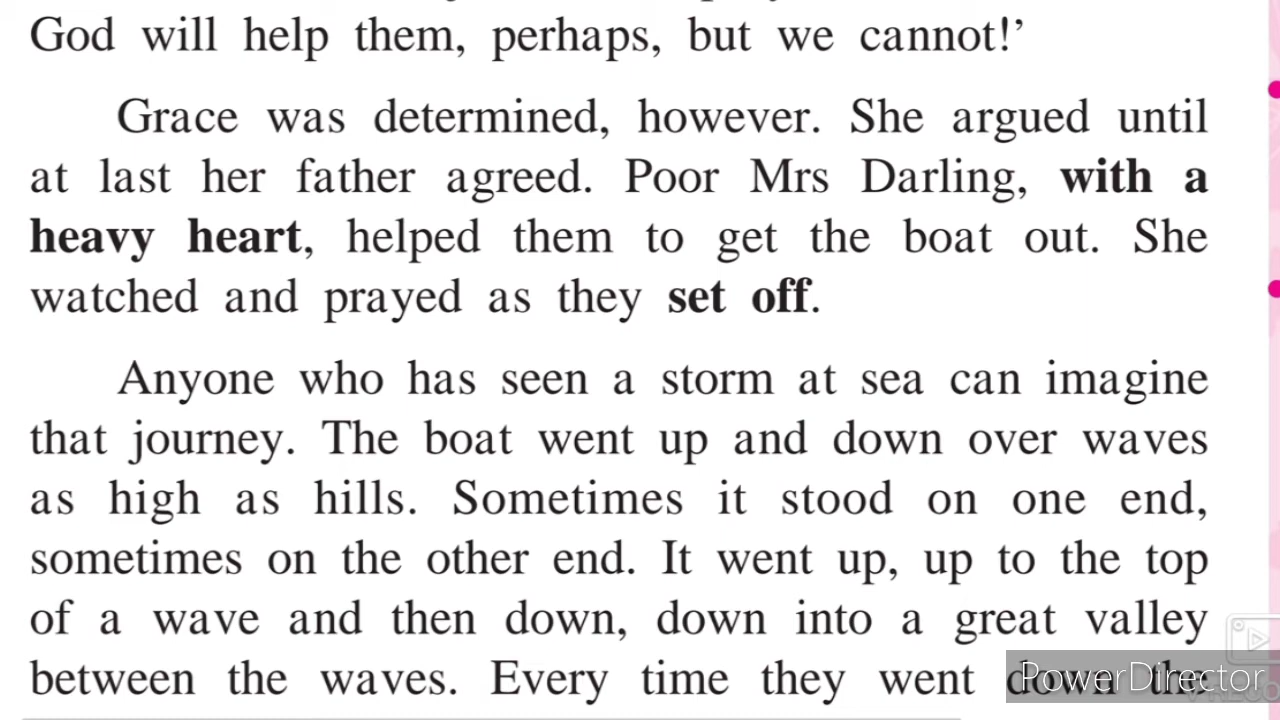 God will help them, perhaps, but we cannot!’
Grace was determined, however. She argued until
at last her father agreed. Poor Mrs Darling, with a
heavy heart, helped them to get the boat out. She
watched and prayed as they set off.
Anyone who has seen a storm at sea can imagine
that journey. The boat went up and down over waves
as high as hills. Sometimes it stood on one end,
sometimes on the other end. It went up, up to the top
of a wave and then down, down into a great valley
between the waves. Every time they went down the
PowerDirector